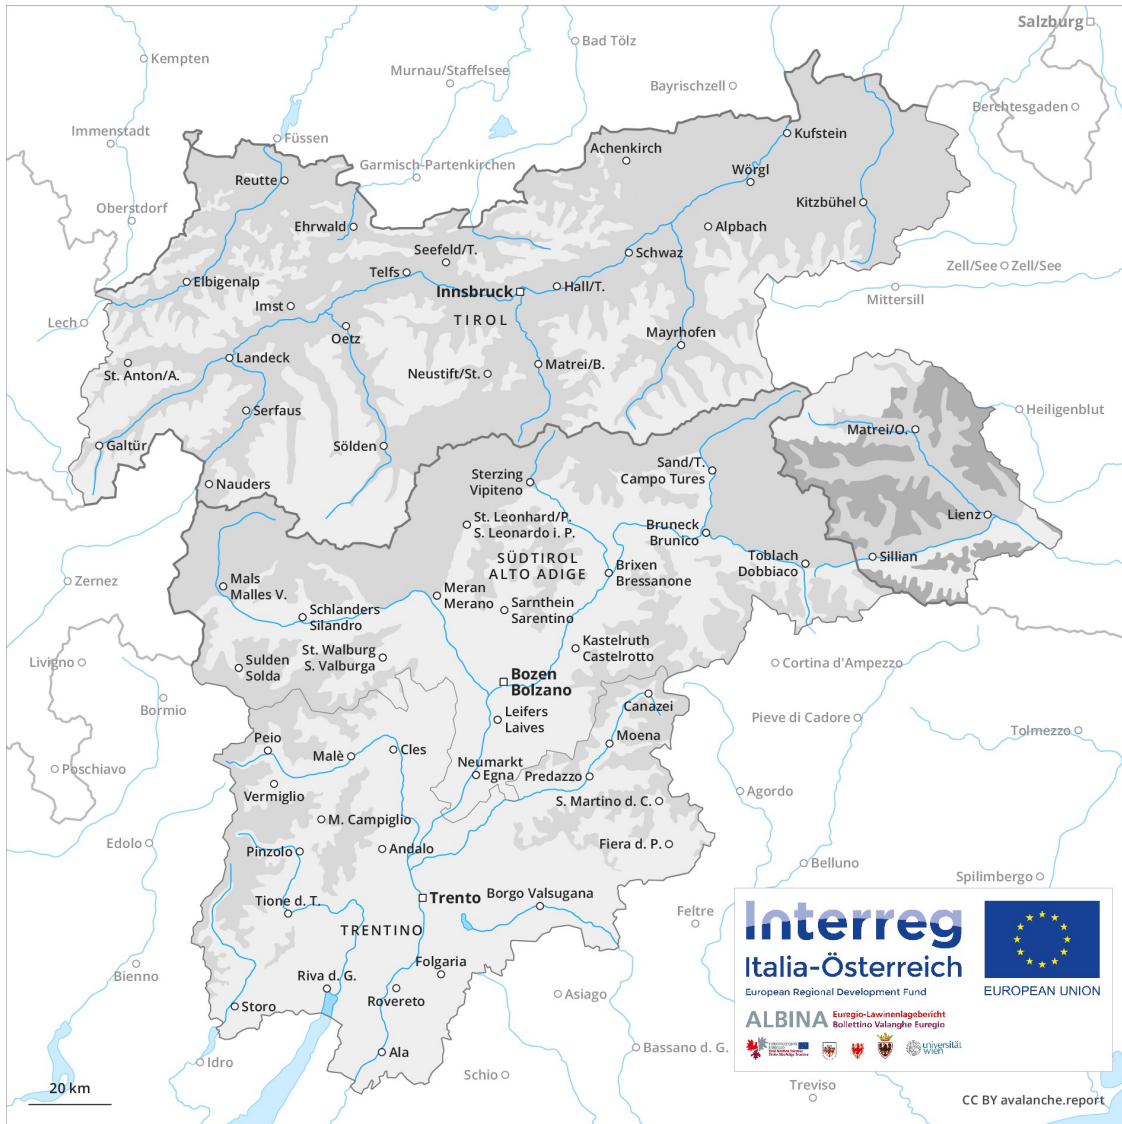 Salzburg
Bad Tölz
Kempten
Murnau/Staffelsee
Bayrischzell
Berchtesgaden
Immenstadt
Füssen
Kufstein
Achenkirch
Garmisch-Partenkirchen
Wörgl
Reutte
Oberstdorf
Kitzbühel
Ehrwald
Alpbach
Seefeld/T.
Schwaz
Telfs
Zell/See
Zell/See
Elbigenalp
Innsbruck
Hall/T.
Mittersill
Imst
TIROL
Lech
Oetz
Mayrhofen
Landeck
Matrei/B.
St. Anton/A.
Neustift/St.
Serfaus
Heiligenblut
Matrei/O.
Galtür
Sölden
Sand/T.
Campo Tures
Sterzing
Vipiteno
Nauders
Lienz
St. Leonhard/P.
S. Leonardo i. P.
Bruneck
Brunico
SÜDTIROL
ALTO ADIGE
Toblach
Dobbiaco
Sillian
Brixen
Bressanone
Zernez
Mals
Malles V.
Meran
Merano
Sarnthein
Sarentino
Schlanders
Silandro
Kastelruth
Castelrotto
St. Walburg
S. Valburga
Sulden
Solda
Livigno
Cortina d'Ampezzo
Bozen
Bolzano
Bormio
Canazei
Leifers
Laives
Pieve di Cadore
Tolmezzo
Moena
Peio
Malè
Cles
Neumarkt
Egna
Predazzo
Poschiavo
Vermiglio
Agordo
S. Martino d. C.
M. Campiglio
Edolo
Pinzolo
Andalo
Fiera d. P.
Belluno
Spilimbergo
Tione d. T.
Trento
Borgo Valsugana
Feltre
TRENTINO
Interreg
Italia-Österreich
European Regional Development Fund
EUROPEAN UNION
Bienno
Folgaria
Riva d. G.
Rovereto
Asiago
Storo
ALBINA
Euregio-Lawinenlagebericht
Bollettino Valanghe Euregio
universität
wien
Ala
Idro
Bassano d. G.
Schio
Treviso
20 km
CC BY avalanche.report